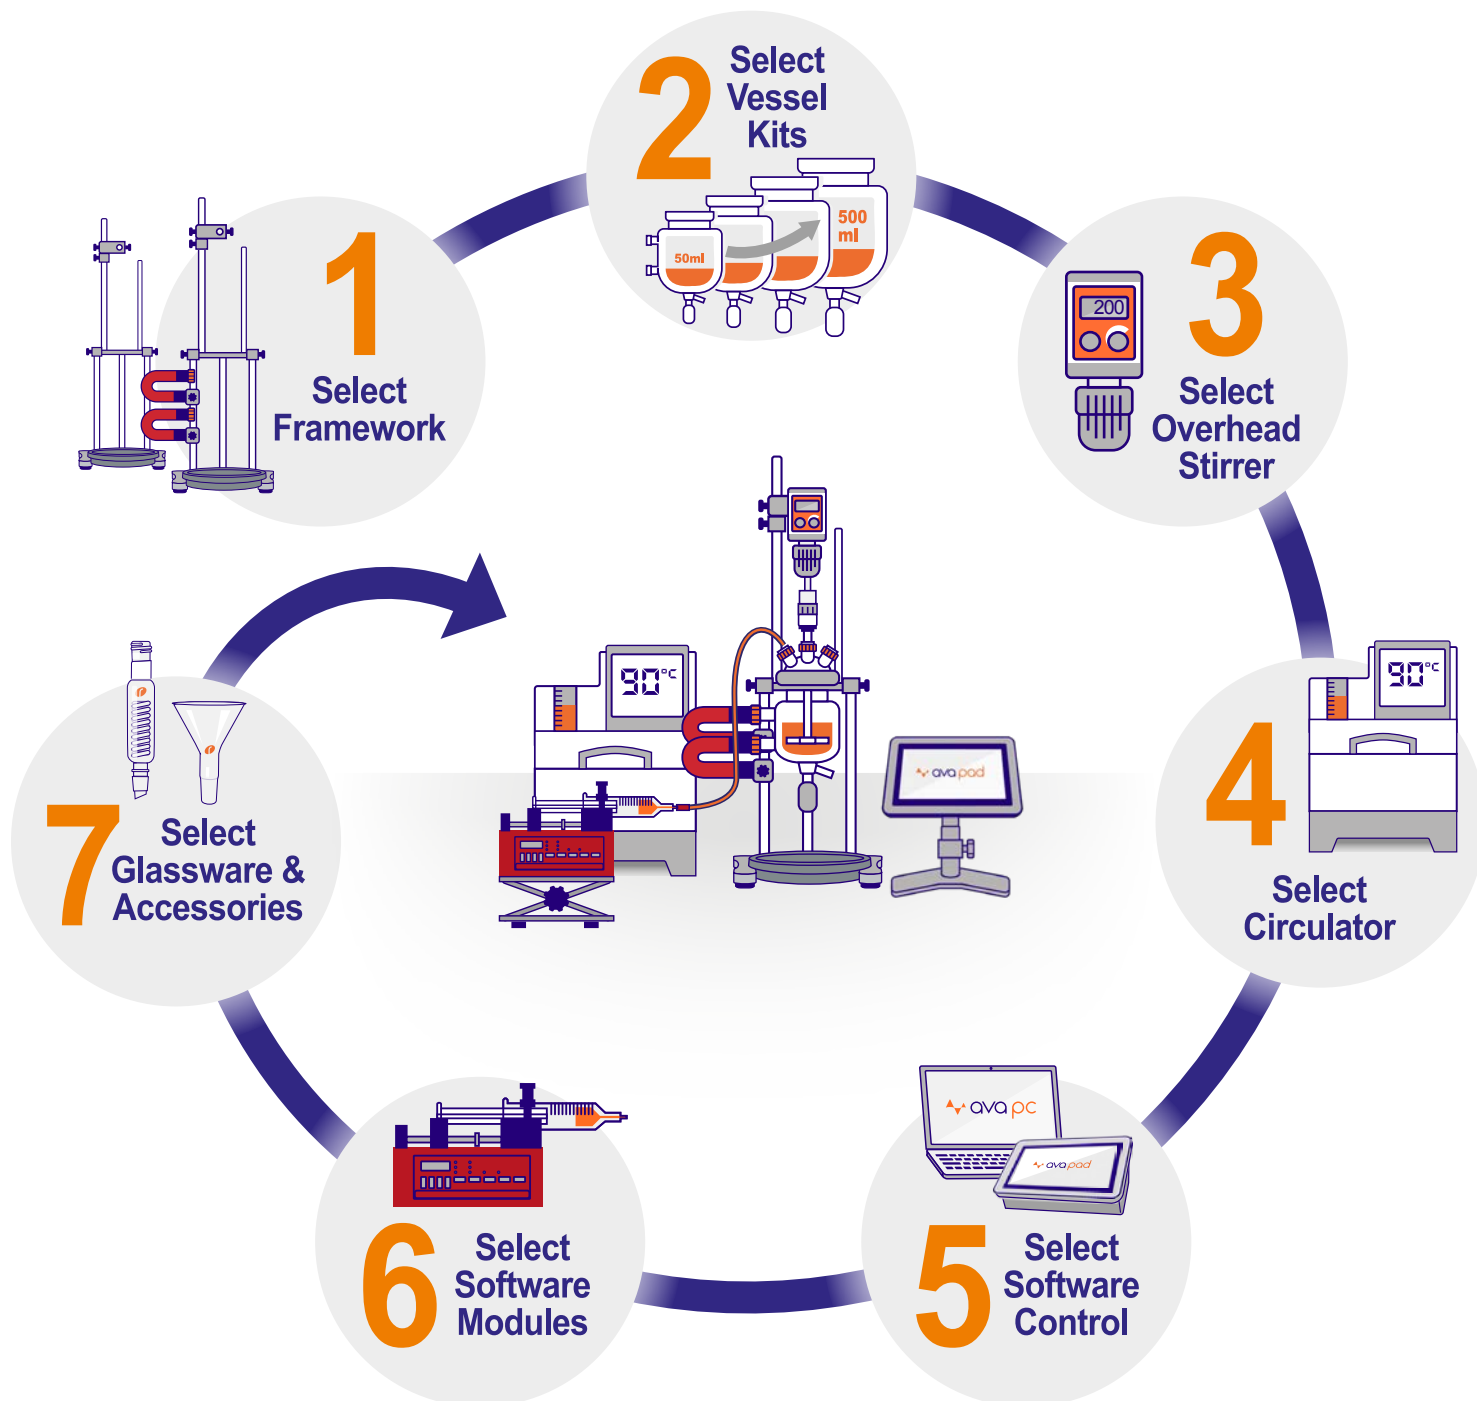 1
Select
Framework
2
Select
Vessel
Kits
50ml
500
ml
3
200
Select
Overhead
Stirrer
4
90°C
Select
Circulator
5
ava pc
ava pad
Select
Software
Control
6
Select
Software
Modules
7
Select
Glassware &
Accessories
90°C
ava pad